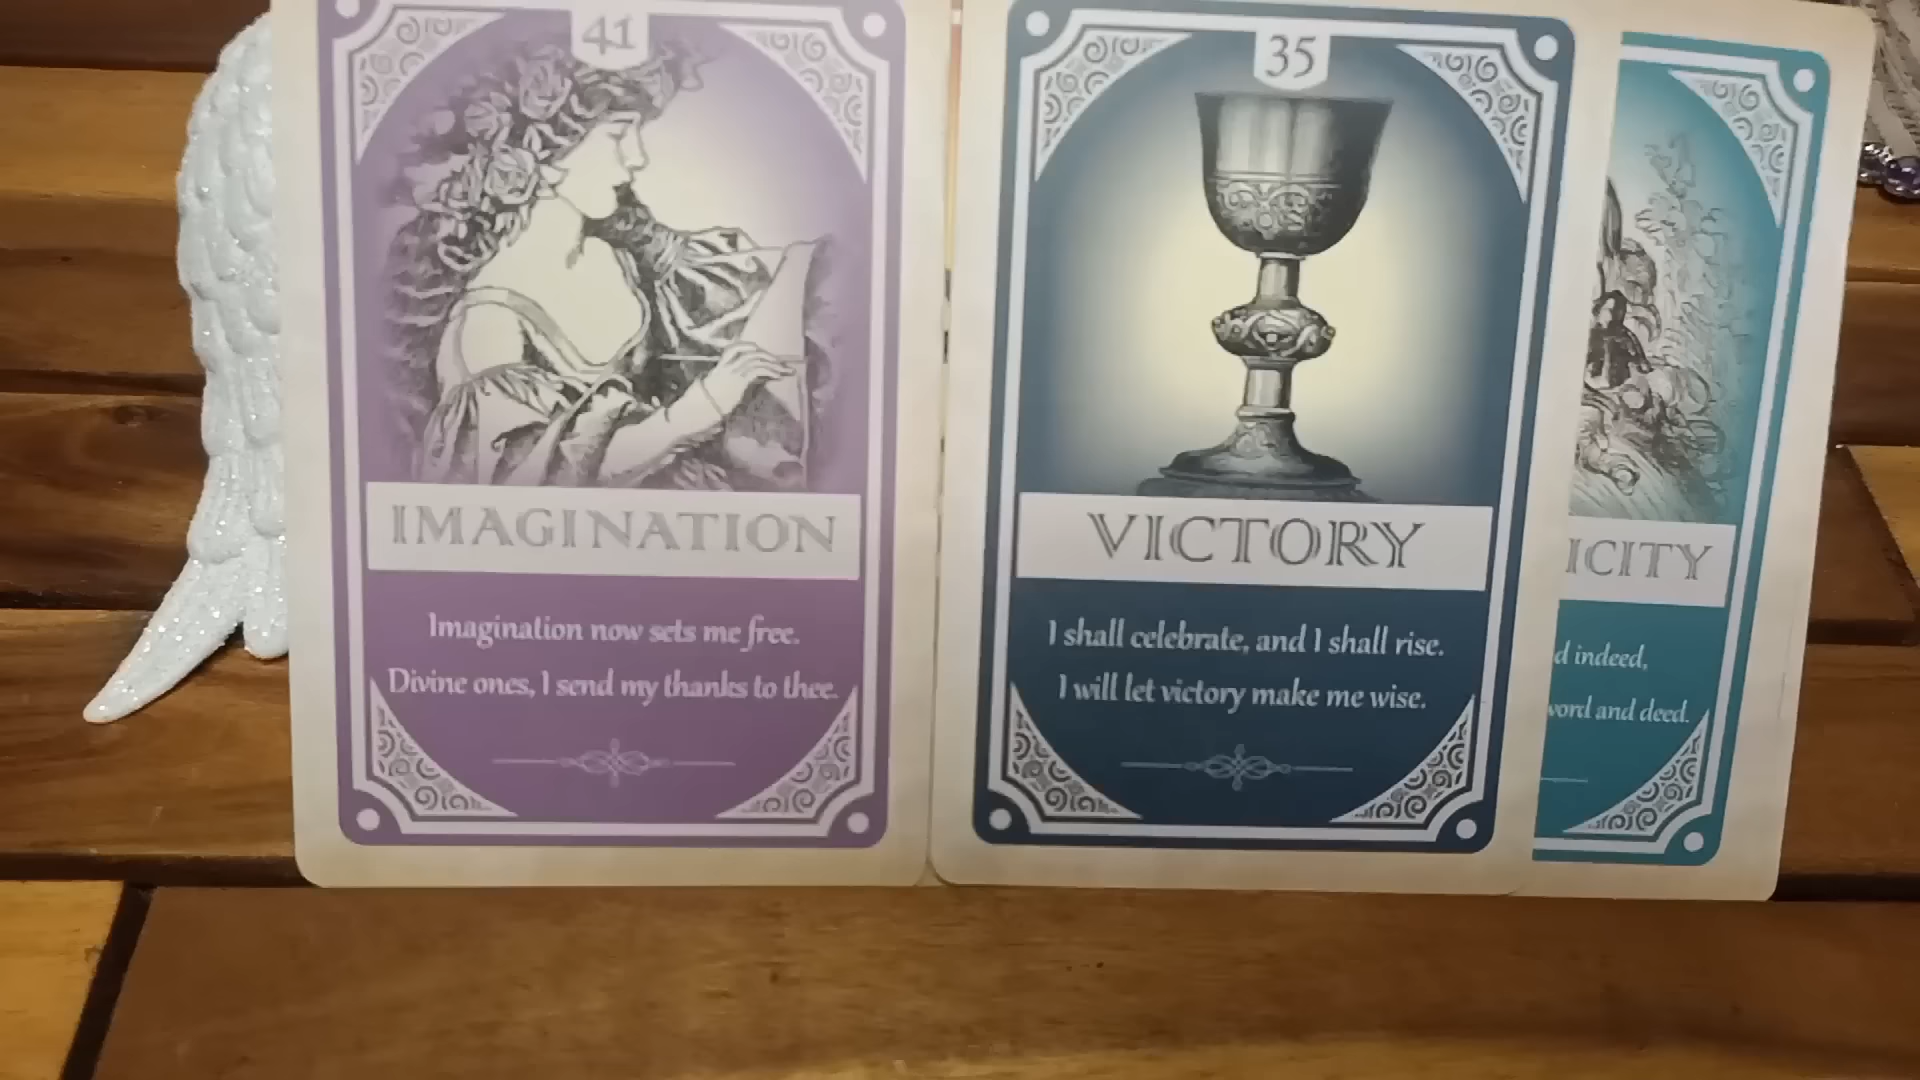 41
IMAGINATION
Imagination now sets me free.
Divine ones, I send my thanks to thee.
35
VICTORY
I shall celebrate, and I shall rise.
I will let victory make me wise.
ICITY
d indeed,
word and deed.